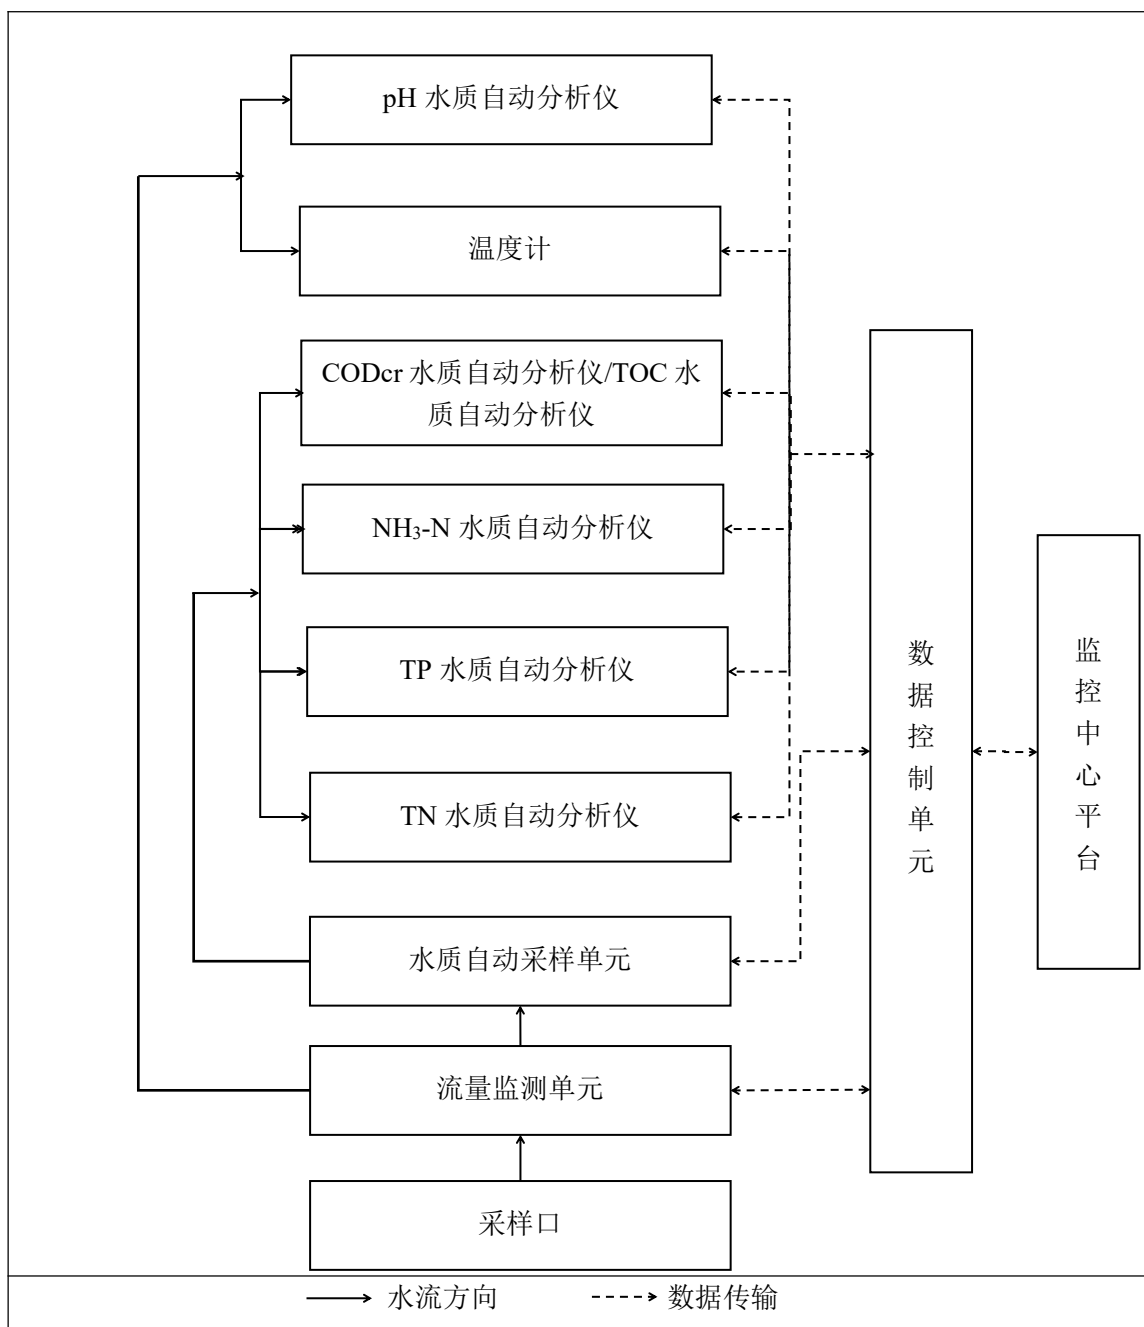 pH 水质自动分析仪
温度计
CODcr 水质自动分析仪/TOC 水
质自动分析仪
NH₃-N 水质自动分析仪
TP 水质自动分析仪
TN 水质自动分析仪
水质自动采样单元
流量监测单元
采样口
数据控制单元
监控中心平台
水流方向
数据传输